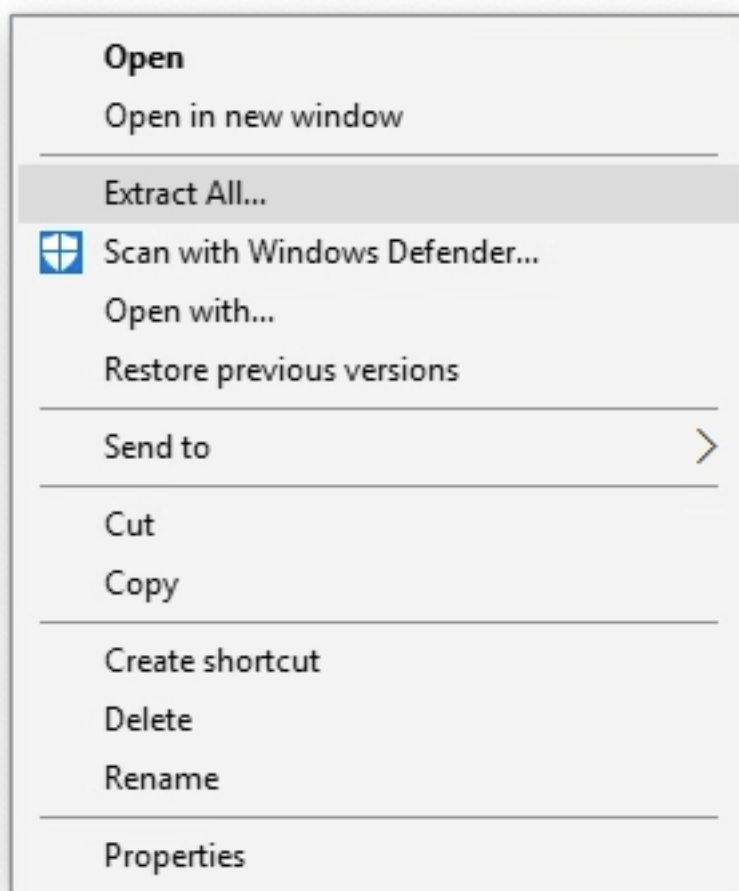 Open
Open in new window
Extract All...
Scan with Windows Defender...
Open with...
Restore previous versions
Send to
Cut
Copy
Create shortcut
Delete
Rename
Properties